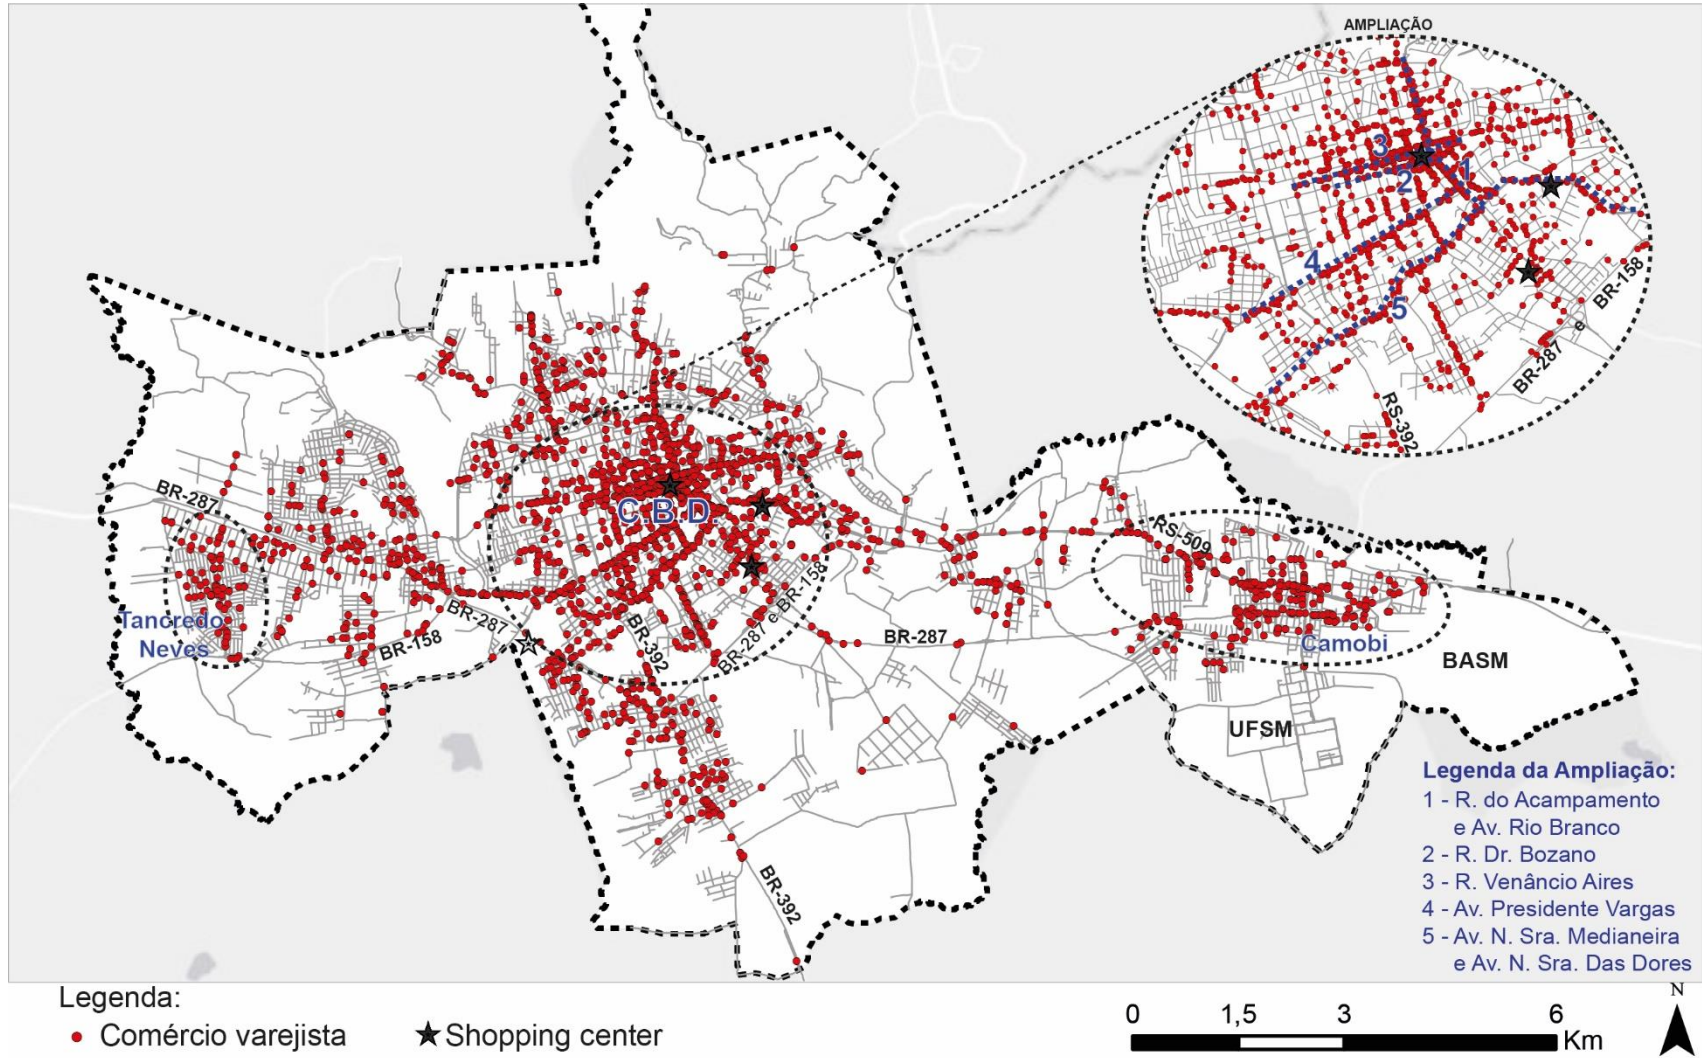 AMPLIAÇÃO
3
1
2
4
5
BR-158
e
BR-287
RS-392
BR-287
C.B.D.
RS-509
Tancredo
Neves
BR-287
BR-158
BR-392
BR-287 e BR-158
BR-287
Camobi
BASM
UFSM
BR-392
Legenda da Ampliação:
1 - R. do Acampamento
e Av. Rio Branco
2 - R. Dr. Bozano
3 - R. Venâncio Aires
4 - Av. Presidente Vargas
5 - Av. N. Sra. Medianeira
e Av. N. Sra. Das Dores
Legenda:
Comércio varejista
Shopping center
0 1,5 3 6
Km
N